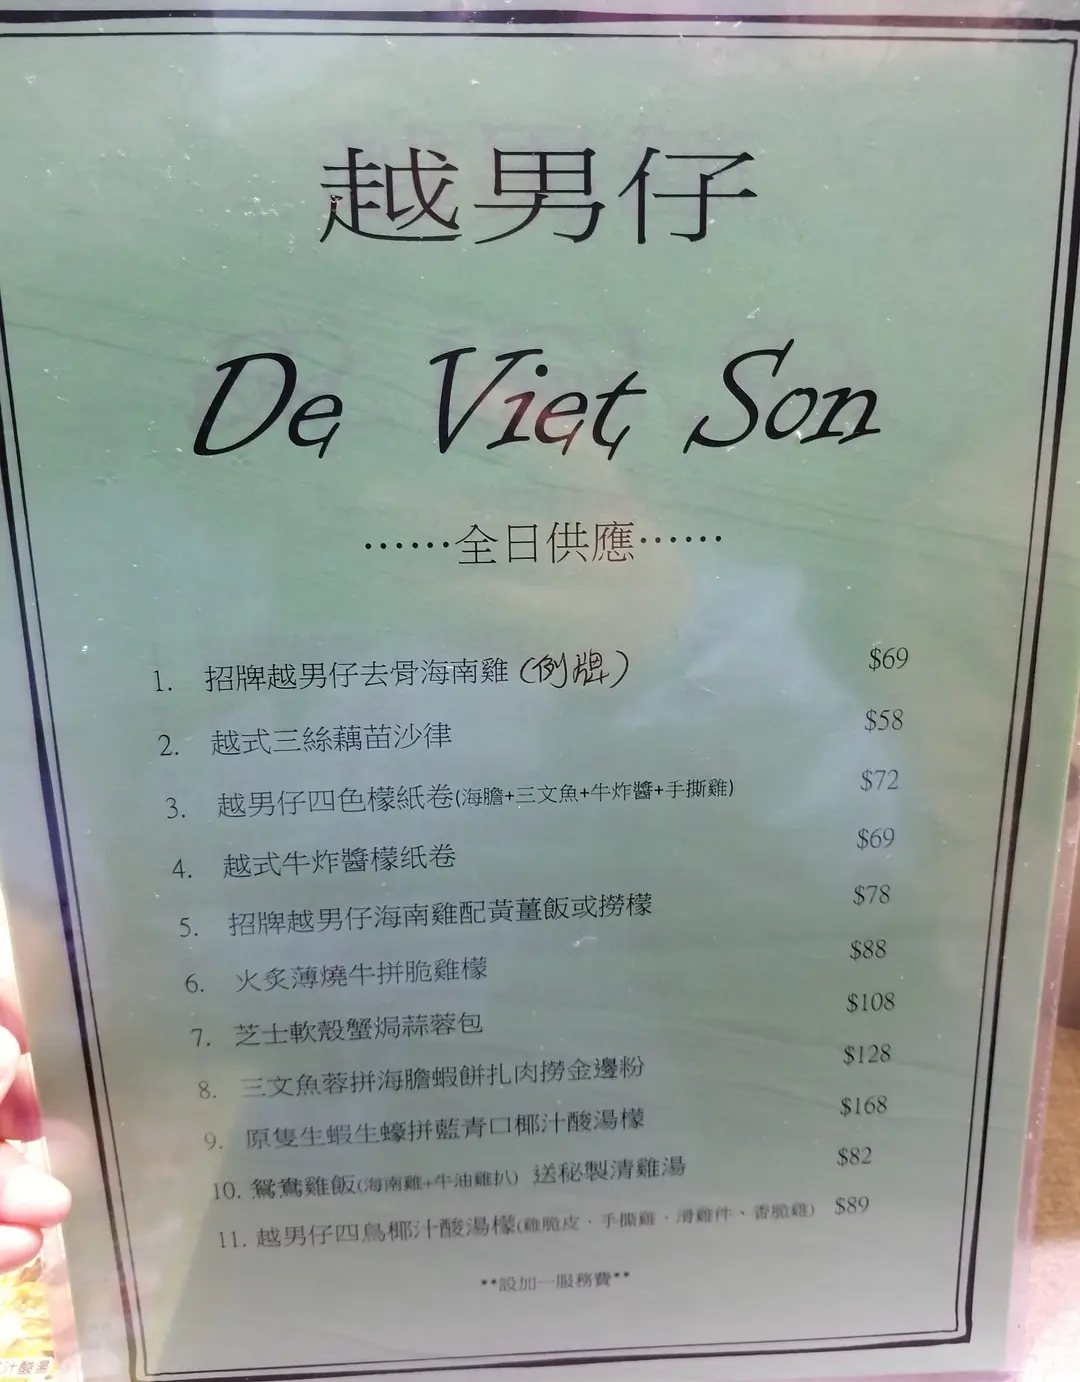 越男仔
De Viet Son
⋯⋯全日供應⋯⋯
1. 招牌越男仔去骨海南雞 (例牌) $69
2. 越式三絲藕苗沙律 $58
3. 越男仔四色檬紙卷(海膽+三文魚+牛炸醬+手撕雞) $72
4. 越式牛炸醬檬纸卷 $69
5. 招牌越男仔海南雞配黃薑飯或撈檬 $78
6. 火炙薄燒牛拼脆雞檬 $88
7. 芝士軟殼蟹焗蒜蓉包 $108
8. 三文魚蓉拼海膽蝦餅扎肉撈金邊粉 $128
9. 原隻生蝦生蠔拼藍青口椰汁酸湯檬 $168
10. 鴛鴦雞飯(海南雞+牛油雞扒) 送秘製清雞湯 $82
11. 越男仔四鳥椰汁酸湯檬(雞脆皮、手撕雞、滑雞件、香脆雞) $89
**設加一服務費**
汁酸湯